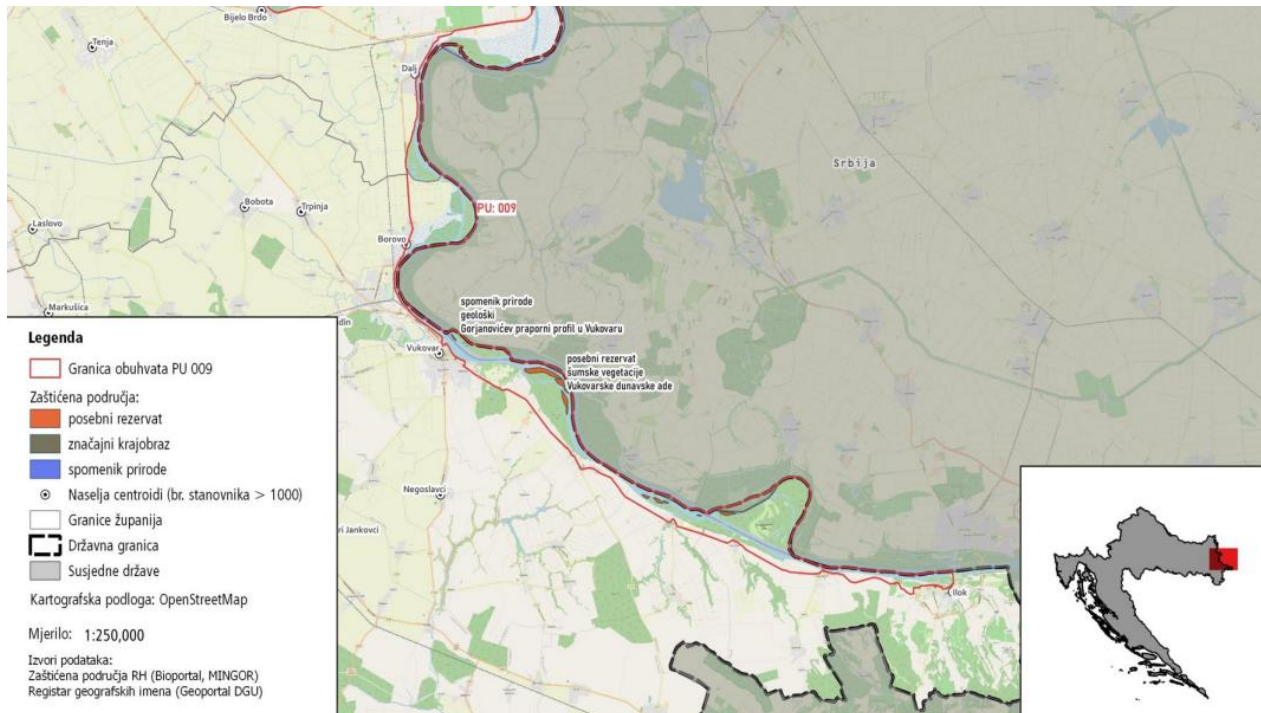 Bijelo Brdo
Tenja
Dalj
Srbija
Bobota
Trpinja
PU: 009
Laslovo
Borovo
Markušica
spomenik prirode
geološki
Gorjanovićev praporni profil u Vukovaru
Vukovar
posebni rezervat
šumske vegetacije
Vukovarske dunavske ade
Negoslavci
ri Jankovci
Ilok
Legenda
Granica obuhvata PU 009
Zaštićena područja:
posebni rezervat
značajni krajobraz
spomenik prirode
Naselja centroidi (br. stanovnika > 1000)
Granice županija
Državna granica
Susjedne države
Kartografska podloga: OpenStreetMap
Mjerilo: 1:250,000
Izvori podataka:
Zaštićena područja RH (Bioportal, MINGOR)
Registar geografskih imena (Geoportal DGU)